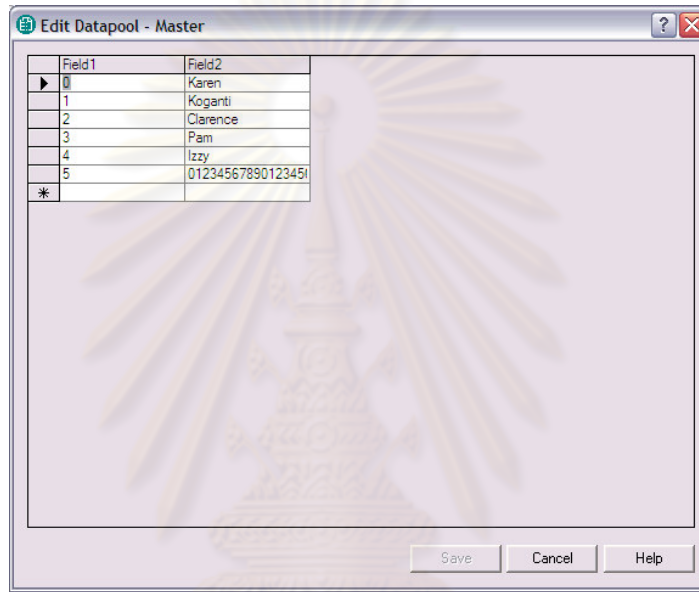 Edit Datapool - Master
Field1 Field2
0 Karen
1 Koganti
2 Clarence
3 Pam
4 Izzy
5
Save Cancel Help